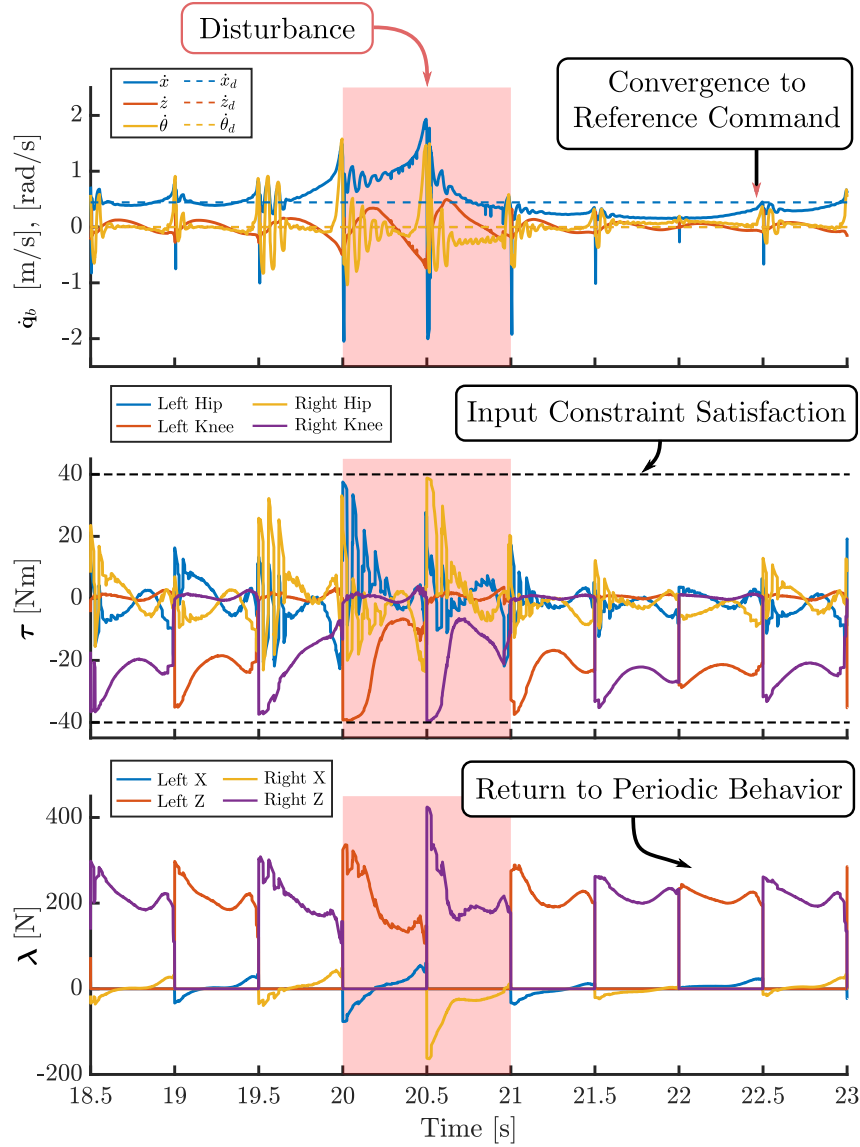 Disturbance
Convergence to
Reference Command
ẋ ẋ_d
ż ż_d
θ̇ θ̇_d
2
1
0
-1
-2
q̇_b [m/s], [rad/s]
Left Hip Right Hip
Left Knee Right Knee
Input Constraint Satisfaction
40
20
0
-20
-40
τ [Nm]
Left X Right X
Left Z Right Z
Return to Periodic Behavior
400
200
0
-200
λ [N]
18.5 19 19.5 20 20.5 21 21.5 22 22.5 23
Time [s]